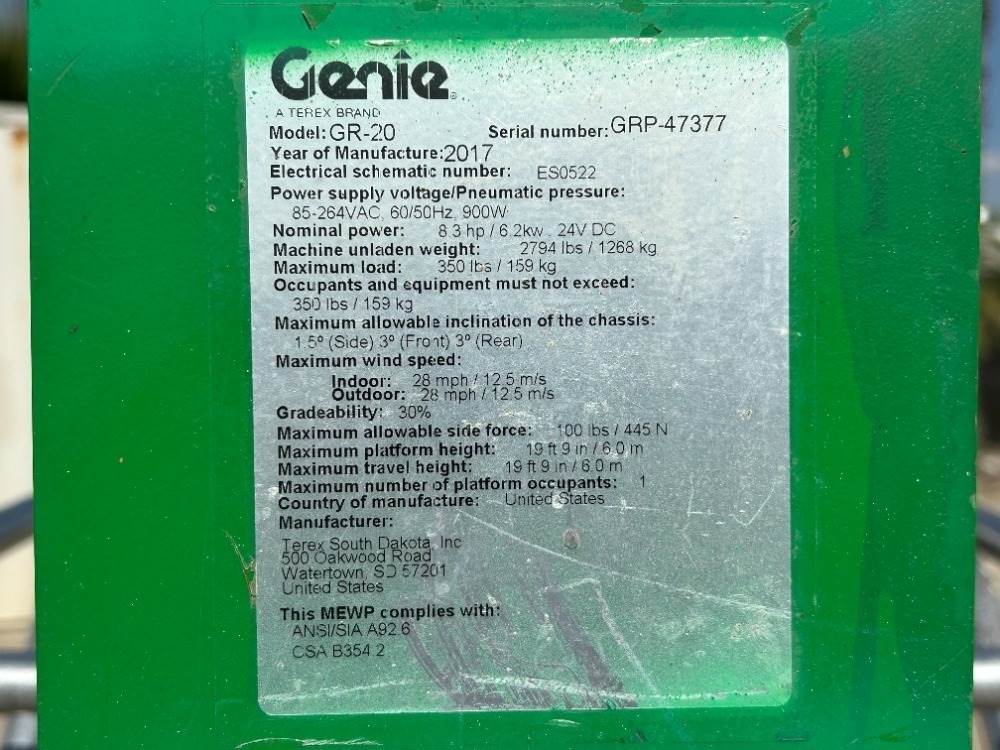 Genie®
A TEREX BRAND
Model: GR-20 Serial number: GRP-47377
Year of Manufacture: 2017
Electrical schematic number: ES0522
Power supply voltage/Pneumatic pressure:
85-264VAC, 60/50Hz, 900W
Nominal power: 8.3 hp / 6.2kw , 24V DC
Machine unladen weight: 2794 lbs / 1268 kg
Maximum load: 350 lbs / 159 kg
Occupants and equipment must not exceed:
350 lbs / 159 kg
Maximum allowable inclination of the chassis:
1.5º (Side) 3º (Front) 3º (Rear)
Maximum wind speed:
Indoor: 28 mph / 12.5 m/s
Outdoor: 28 mph / 12.5 m/s
Gradeability: 30%
Maximum allowable side force: 100 lbs / 445 N
Maximum platform height: 19 ft 9 in / 6.0 m
Maximum travel height: 19 ft 9 in / 6.0 m
Maximum number of platform occupants: 1
Country of manufacture: United States
Manufacturer:
Terex South Dakota, Inc
500 Oakwood Road
Watertown, SD 57201
United States
This MEWP complies with:
ANSI/SIA A92.6
CSA B354.2